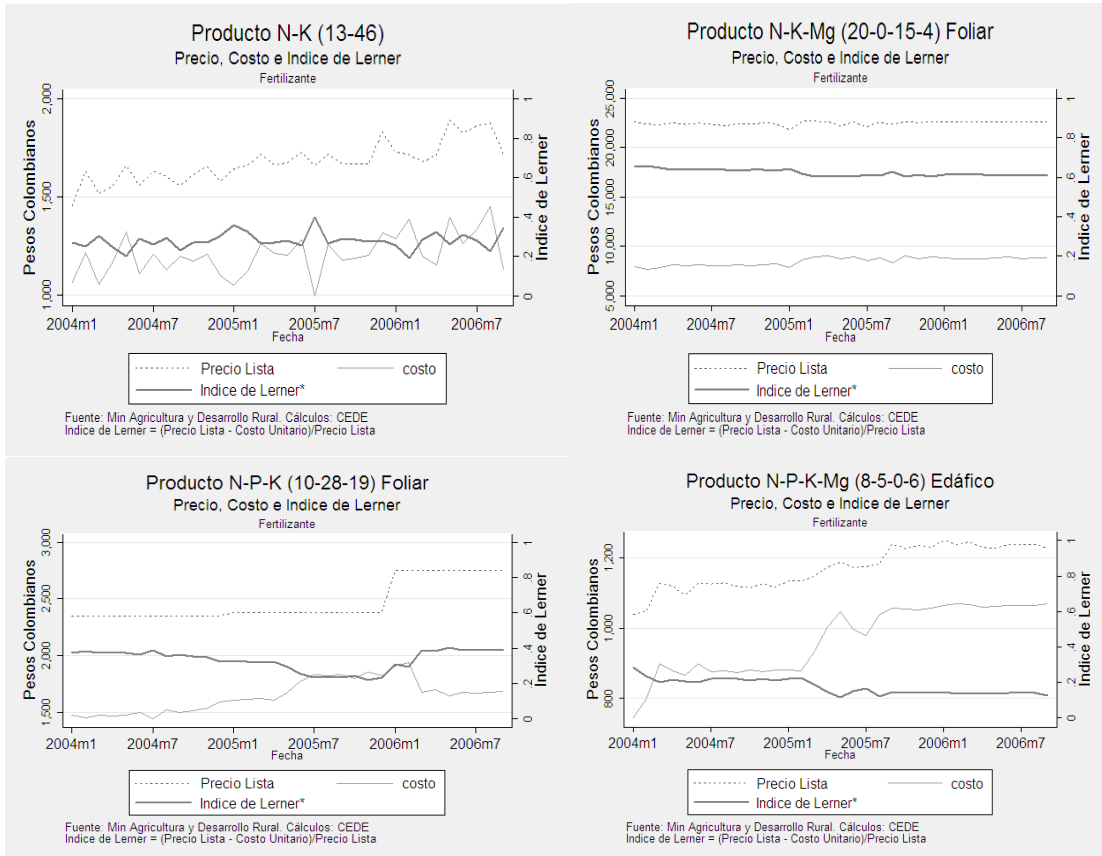 Producto N-K (13-46)
Precio, Costo e Indice de Lerner
Fertilizante
Pesos Colombianos
1,000
1,500
2,000
Indice de Lerner
0
.2
.4
.6
.8
1
2004m1 2004m7 2005m1 2005m7 2006m1 2006m7
Fecha
Precio Lista costo
Indice de Lerner*
Fuente: Min Agricultura y Desarrollo Rural. Cálculos: CEDE
Indice de Lerner = (Precio Lista - Costo Unitario)/Precio Lista
Producto N-K-Mg (20-0-15-4) Foliar
Precio, Costo e Indice de Lerner
Fertilizante
Pesos Colombianos
5,000
10,000
15,000
20,000
25,000
Indice de Lerner
0
.2
.4
.6
.8
1
2004m1 2004m7 2005m1 2005m7 2006m1 2006m7
Fecha
Precio Lista costo
Indice de Lerner*
Fuente: Min Agricultura y Desarrollo Rural. Cálculos: CEDE
Indice de Lerner = (Precio Lista - Costo Unitario)/Precio Lista
Producto N-P-K (10-28-19) Foliar
Precio, Costo e Indice de Lerner
Fertilizante
Pesos Colombianos
1,500
2,000
2,500
3,000
Indice de Lerner
0
.2
.4
.6
.8
1
2004m1 2004m7 2005m1 2005m7 2006m1 2006m7
Fecha
Precio Lista costo
Indice de Lerner*
Fuente: Min Agricultura y Desarrollo Rural. Cálculos: CEDE
Indice de Lerner = (Precio Lista - Costo Unitario)/Precio Lista
Producto N-P-K-Mg (8-5-0-6) Edáfico
Precio, Costo e Indice de Lerner
Fertilizante
Pesos Colombianos
800
1,000
1,200
Indice de Lerner
0
.2
.4
.6
.8
1
2004m1 2004m7 2005m1 2005m7 2006m1 2006m7
Fecha
Precio Lista costo
Indice de Lerner*
Fuente: Min Agricultura y Desarrollo Rural. Cálculos: CEDE
Indice de Lerner = (Precio Lista - Costo Unitario)/Precio Lista